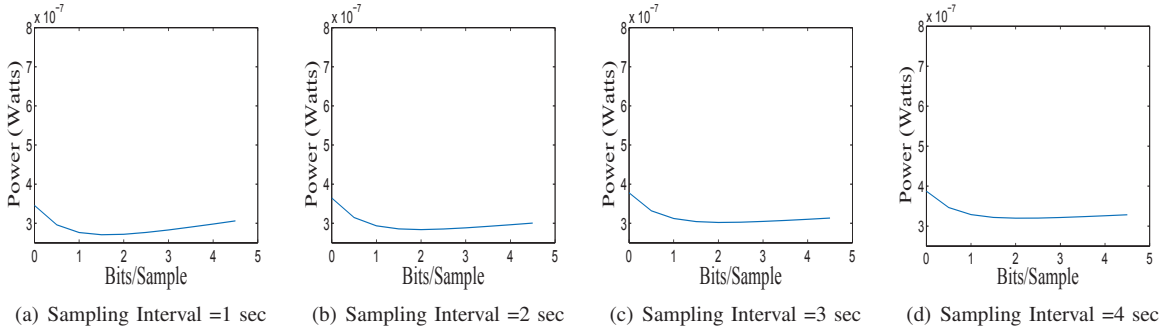 x 10⁻⁷
8
7
6
5
4
3
0 1 2 3 4 5
Power (Watts)
Bits/Sample
(a) Sampling Interval =1 sec
x 10⁻⁷
8
7
6
5
4
3
0 1 2 3 4 5
Power (Watts)
Bits/Sample
(b) Sampling Interval =2 sec
x 10⁻⁷
8
7
6
5
4
3
0 1 2 3 4 5
Power (Watts)
Bits/Sample
(c) Sampling Interval =3 sec
x 10⁻⁷
8
7
6
5
4
3
0 1 2 3 4 5
Power (Watts)
Bits/Sample
(d) Sampling Interval =4 sec